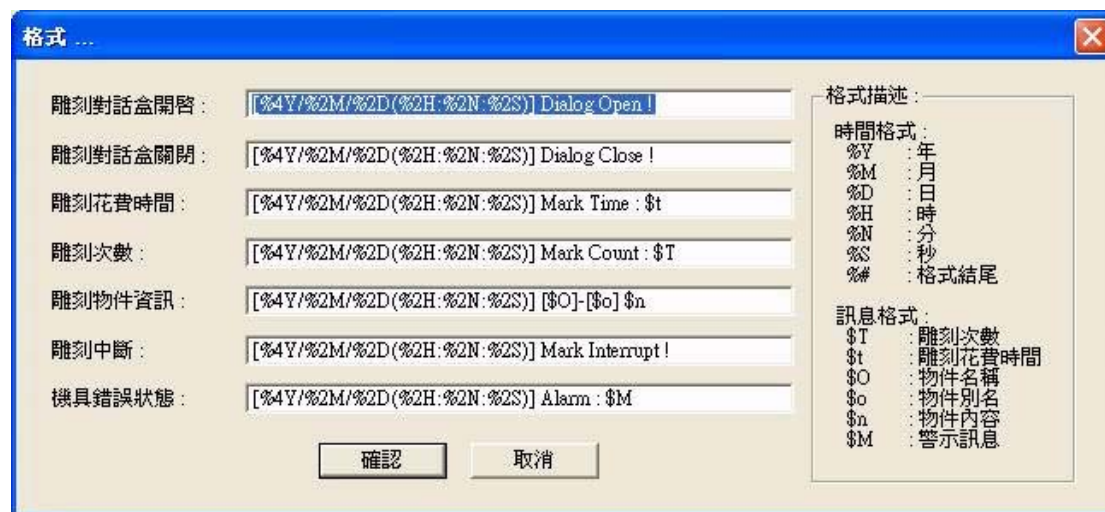 格式 ...
雕刻對話盒開啓 : [%4Y/%2M/%2D(%2H:%2N:%2S)] Dialog Open !
雕刻對話盒關閉 : [%4Y/%2M/%2D(%2H:%2N:%2S)] Dialog Close !
雕刻花費時間 : [%4Y/%2M/%2D(%2H:%2N:%2S)] Mark Time : $t
雕刻次數 : [%4Y/%2M/%2D(%2H:%2N:%2S)] Mark Count : $T
雕刻物件資訊 : [%4Y/%2M/%2D(%2H:%2N:%2S)] [$O]-[$o] $n
雕刻中斷 : [%4Y/%2M/%2D(%2H:%2N:%2S)] Mark Interrupt !
機具錯誤狀態 : [%4Y/%2M/%2D(%2H:%2N:%2S)] Alarm : $M
確認 取消
格式描述 :
時間格式 :
%Y : 年
%M : 月
%D : 日
%H : 時
%N : 分
%S : 秒
%# : 格式結尾
訊息格式 :
$T : 雕刻次數
$t : 雕刻花費時間
$O : 物件名稱
$o : 物件別名
$n : 物件內容
$M : 警示訊息